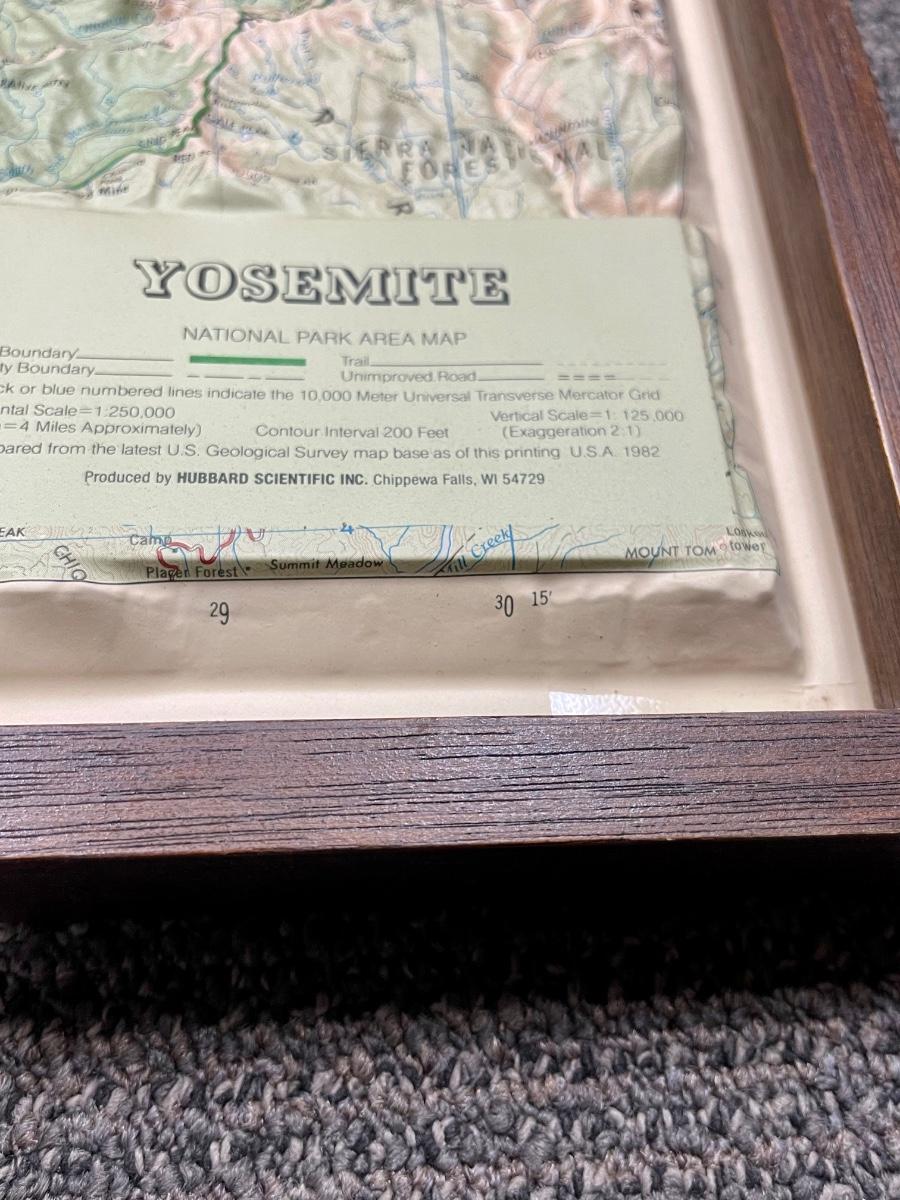 Mine
SIERRA NATIONAL
FOREST
R
YOSEMITE
NATIONAL PARK AREA MAP
Boundary
Trail
ty Boundary
Unimproved Road
ck or blue numbered lines indicate the 10,000 Meter Universal Transverse Mercator Grid
ntal Scale=1:250,000
Vertical Scale=1: 125,000
=4 Miles Approximately)
Contour Interval 200 Feet
(Exaggeration 2:1)
pared from the latest U.S. Geological Survey map base as of this printing U.S.A. 1982
Produced by HUBBARD SCIENTIFIC INC. Chippewa Falls, WI 54729
EAK
Camp
4
Creek
Lookout
CHIQ
Placer Forest
Summit Meadow
MOUNT TOM
tower
29
30 15'